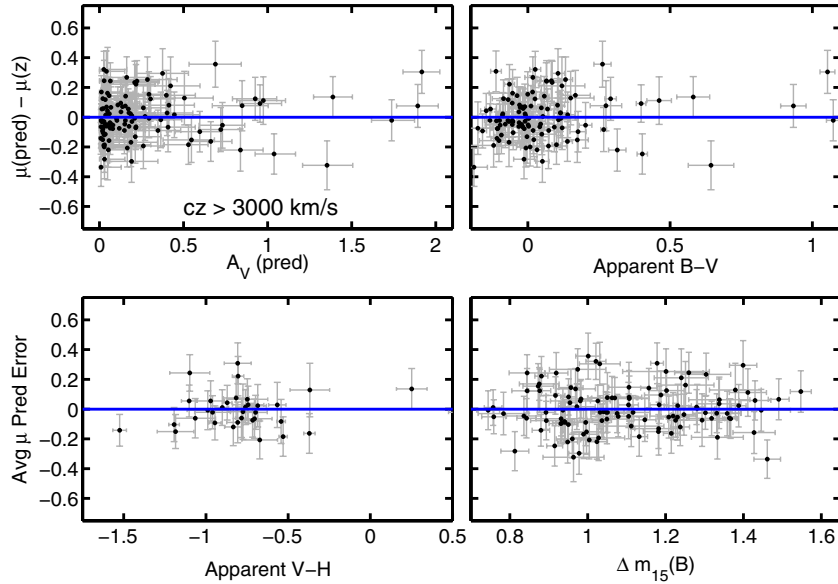 0.6
0.4
0.2
0
−0.2
−0.4
−0.6
μ(pred) − μ(z)
cz > 3000 km/s
0 0.5 1 1.5 2
A_V (pred)
0 0.5 1
Apparent B−V
0.6
0.4
0.2
0
−0.2
−0.4
−0.6
Avg μ Pred Error
−1.5 −1 −0.5 0 0.5
Apparent V−H
0.8 1 1.2 1.4 1.6
Δ m_15(B)